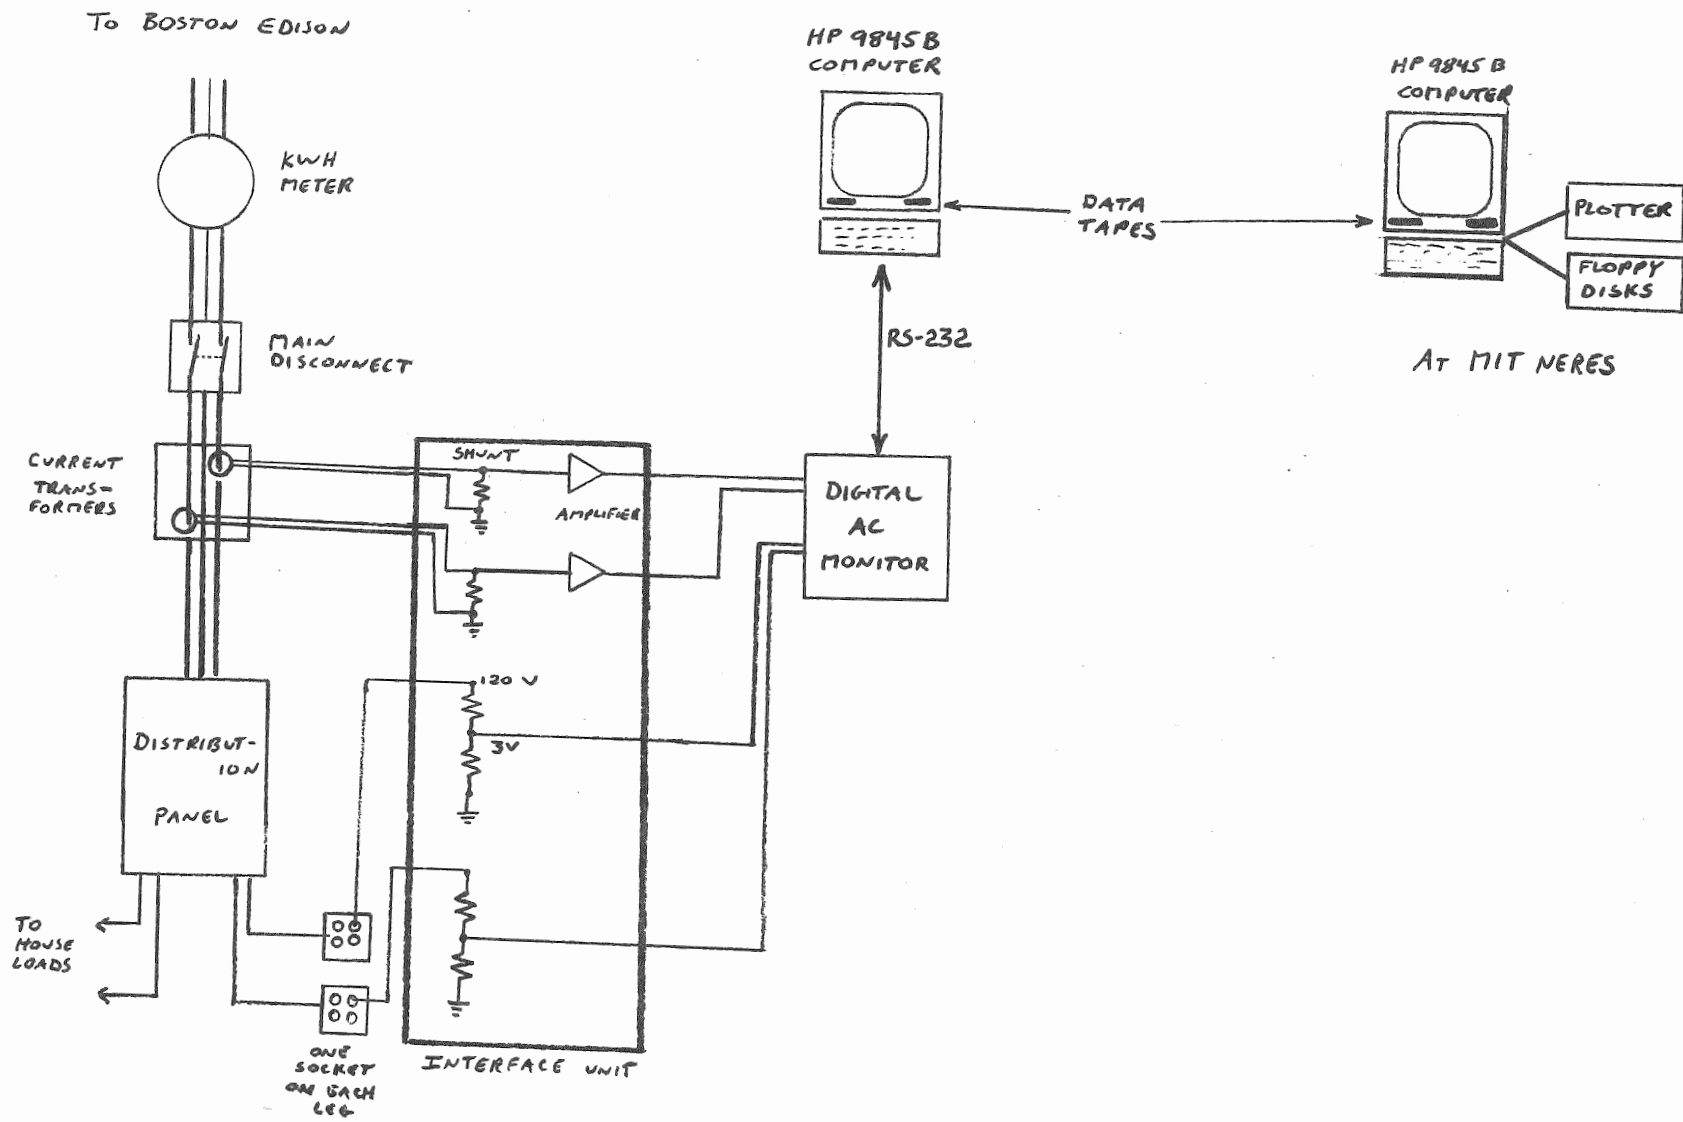 TO BOSTON EDISON
HP 9845B
COMPUTER
HP 9845B
COMPUTER
KWH
METER
DATA
TAPES
PLOTTER
FLOPPY
DISKS
MAIN
DISCONNECT
RS-232
AT MIT NERES
CURRENT
TRANS-
FORMERS
SHUNT
AMPLIFIER
DIGITAL
AC
MONITOR
120 V
3V
DISTRIBUT-
ION
PANEL
TO
HOUSE
LOADS
ONE
SOCKET
ON EACH
LEG
INTERFACE UNIT